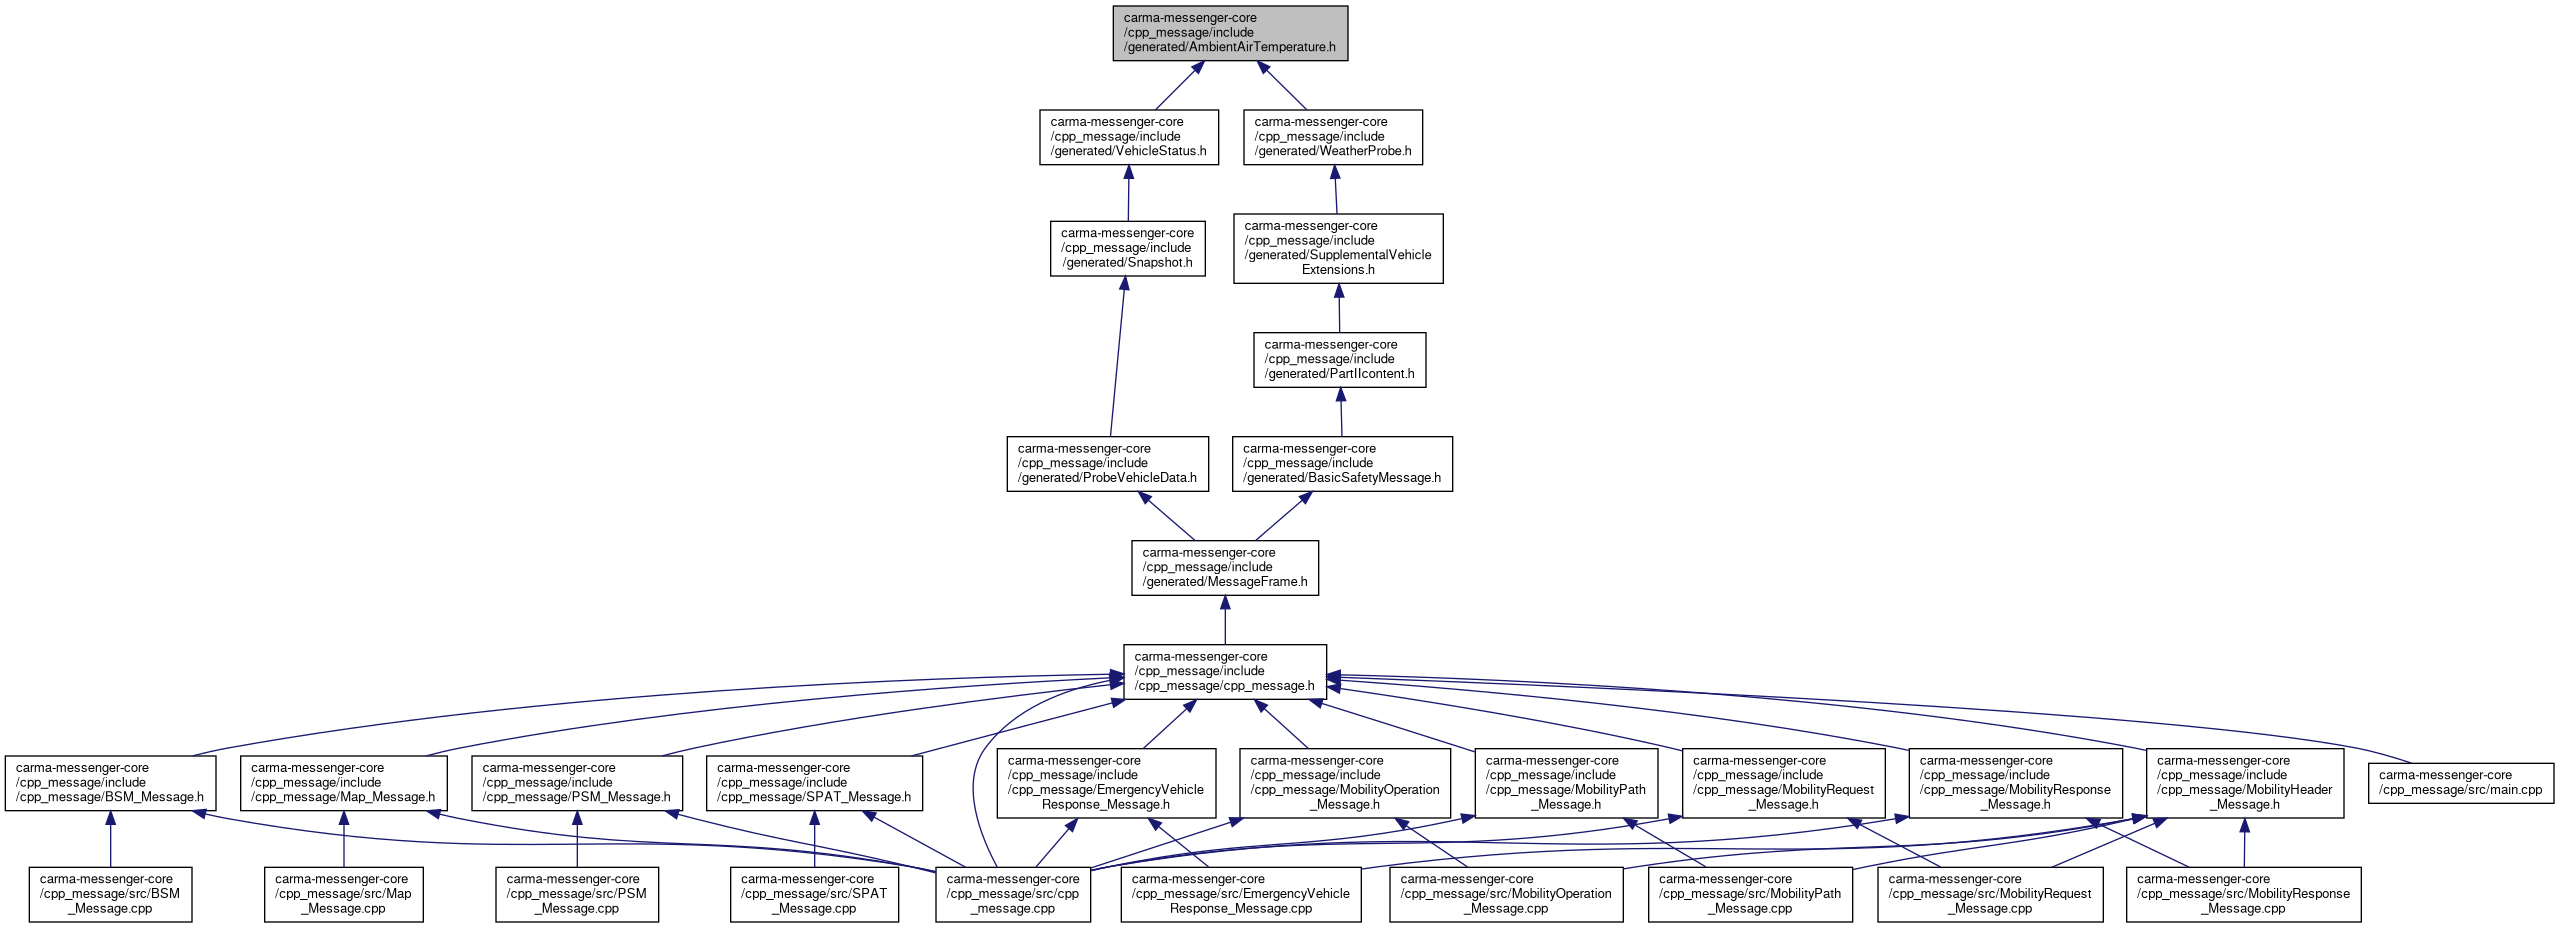 carma-messenger-core
/cpp_message/include
/generated/AmbientAirTemperature.h
carma-messenger-core
/cpp_message/include
/generated/VehicleStatus.h
carma-messenger-core
/cpp_message/include
/generated/WeatherProbe.h
carma-messenger-core
/cpp_message/include
/generated/Snapshot.h
carma-messenger-core
/cpp_message/include
/generated/SupplementalVehicle
Extensions.h
carma-messenger-core
/cpp_message/include
/generated/PartIIcontent.h
carma-messenger-core
/cpp_message/include
/generated/ProbeVehicleData.h
carma-messenger-core
/cpp_message/include
/generated/BasicSafetyMessage.h
carma-messenger-core
/cpp_message/include
/generated/MessageFrame.h
carma-messenger-core
/cpp_message/include
/cpp_message/cpp_message.h
carma-messenger-core
/cpp_message/include
/cpp_message/BSM_Message.h
carma-messenger-core
/cpp_message/include
/cpp_message/Map_Message.h
carma-messenger-core
/cpp_message/include
/cpp_message/PSM_Message.h
carma-messenger-core
/cpp_message/include
/cpp_message/SPAT_Message.h
carma-messenger-core
/cpp_message/include
/cpp_message/EmergencyVehicle
Response_Message.h
carma-messenger-core
/cpp_message/include
/cpp_message/MobilityOperation
_Message.h
carma-messenger-core
/cpp_message/include
/cpp_message/MobilityPath
_Message.h
carma-messenger-core
/cpp_message/include
/cpp_message/MobilityRequest
_Message.h
carma-messenger-core
/cpp_message/include
/cpp_message/MobilityResponse
_Message.h
carma-messenger-core
/cpp_message/include
/cpp_message/MobilityHeader
_Message.h
carma-messenger-core
/cpp_message/src/main.cpp
carma-messenger-core
/cpp_message/src/BSM
_Message.cpp
carma-messenger-core
/cpp_message/src/Map
_Message.cpp
carma-messenger-core
/cpp_message/src/PSM
_Message.cpp
carma-messenger-core
/cpp_message/src/SPAT
_Message.cpp
carma-messenger-core
/cpp_message/src/cpp
_message.cpp
carma-messenger-core
/cpp_message/src/EmergencyVehicle
Response_Message.cpp
carma-messenger-core
/cpp_message/src/MobilityOperation
_Message.cpp
carma-messenger-core
/cpp_message/src/MobilityPath
_Message.cpp
carma-messenger-core
/cpp_message/src/MobilityRequest
_Message.cpp
carma-messenger-core
/cpp_message/src/MobilityResponse
_Message.cpp